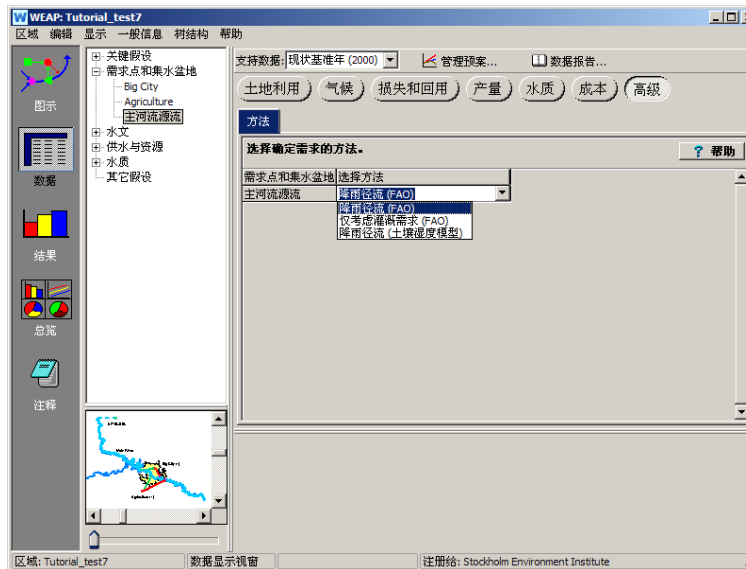 WEAP: Tutorial_test7
区域 编辑 显示 一般信息 树结构 帮助
图示
数据
结果
总览
注释
关键假设
需求点和集水盆地
Big City
Agriculture
主河流源流
水文
供水与资源
水质
其它假设
支持数据: 现状基准年 (2000) 管理预案... 数据报告...
土地利用 气候 损失和回用 产量 水质 成本 高级
方法
选择确定需求的方法。 ? 帮助
需求点和集水盆地 选择方法
主河流源流 降雨径流 (FAO)
降雨径流 (FAO)
仅考虑灌溉需求 (FAO)
降雨径流 (土壤湿度模型)
区域: Tutorial_test7 数据显示视窗 注册给: Stockholm Environment Institute